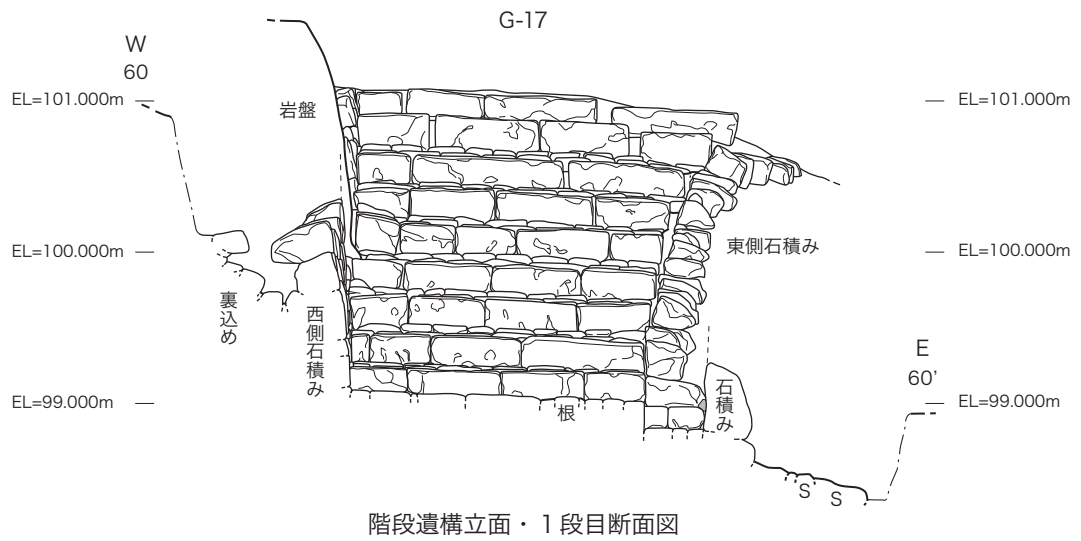 G-17
W
60
EL=101.000m
EL=101.000m
岩盤
EL=100.000m
東側石積み
EL=100.000m
裏込め
西側石積み
E
60’
EL=99.000m
石積み
EL=99.000m
根
S
S
階段遺構立面・１段目断面図